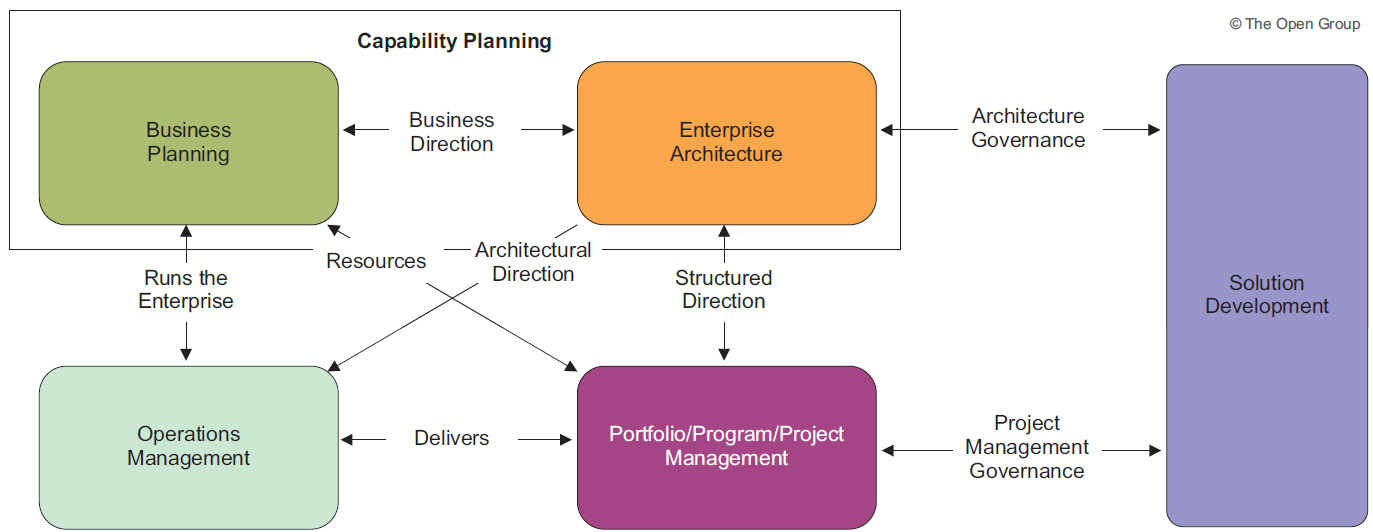 © The Open Group
Capability Planning
Business
Planning
Business
Direction
Enterprise
Architecture
Architecture
Governance
Resources
Architectural
Direction
Runs the
Enterprise
Structured
Direction
Solution
Development
Operations
Management
Delivers
Portfolio/Program/Project
Management
Project
Management
Governance